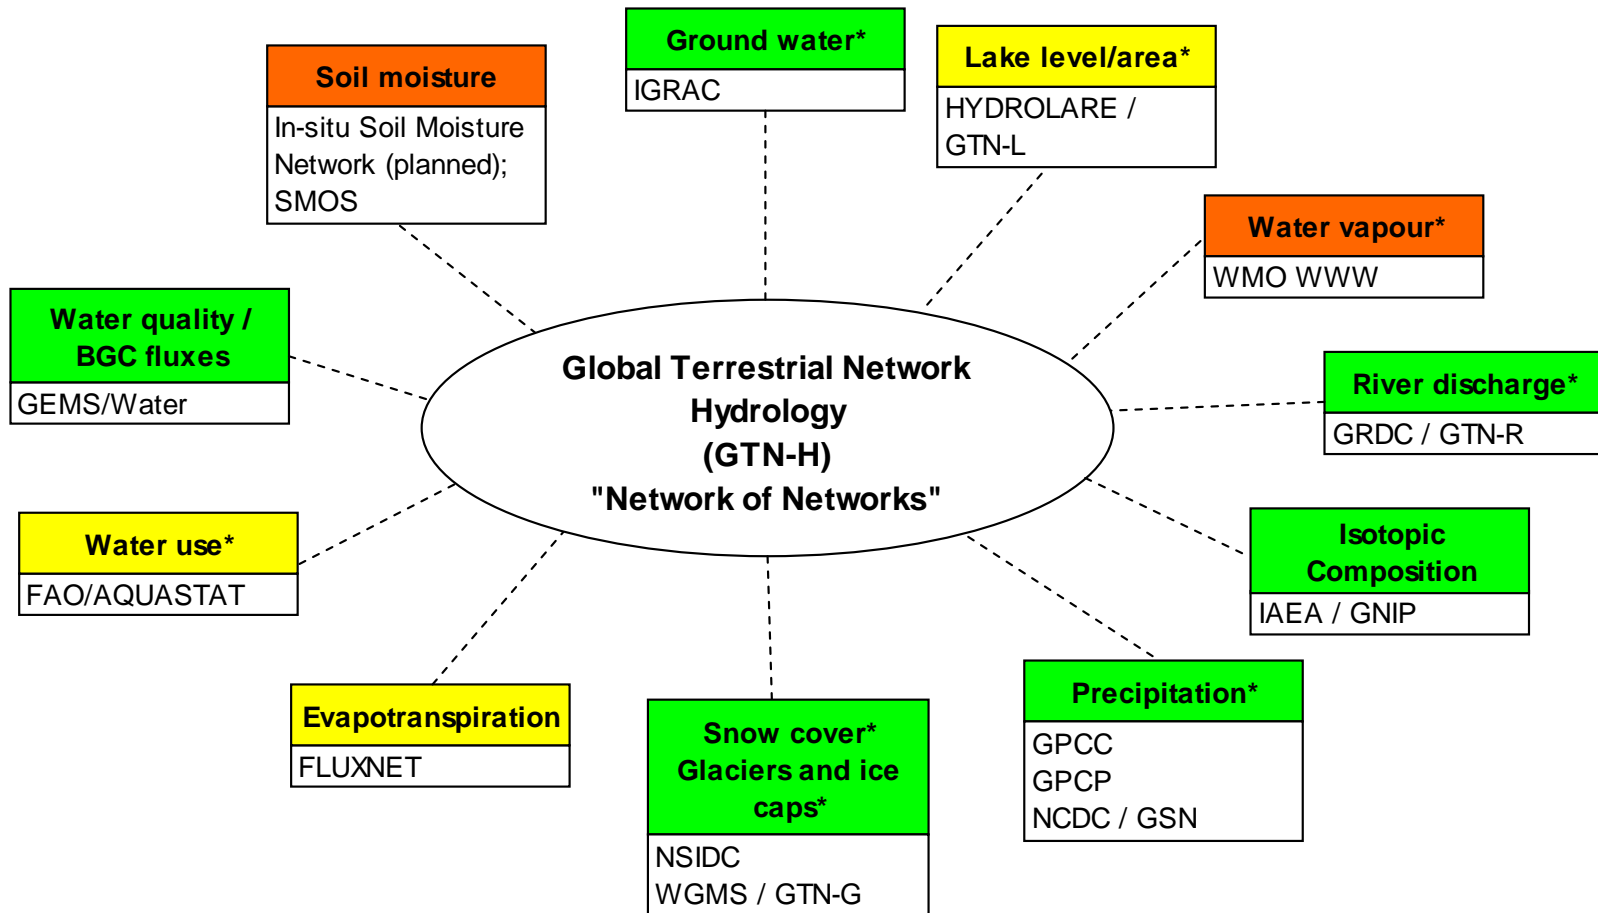 Ground water*
IGRAC
Lake level/area*
HYDROLARE /
GTN-L
Soil moisture
In-situ Soil Moisture
Network (planned);
SMOS
Water vapour*
WMO WWW
Water quality /
BGC fluxes
GEMS/Water
Global Terrestrial Network
Hydrology
(GTN-H)
"Network of Networks"
River discharge*
GRDC / GTN-R
Water use*
FAO/AQUASTAT
Isotopic
Composition
IAEA / GNIP
Evapotranspiration
FLUXNET
Snow cover*
Glaciers and ice
caps*
NSIDC
WGMS / GTN-G
Precipitation*
GPCC
GPCP
NCDC / GSN